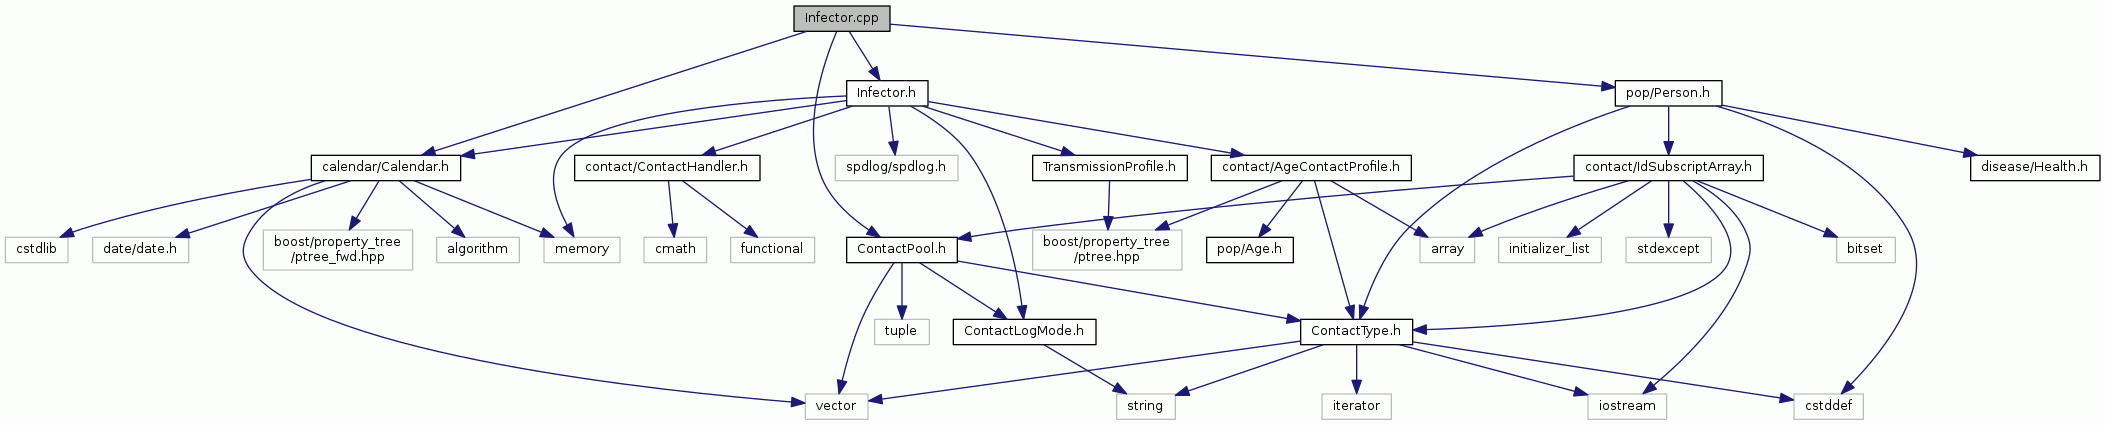 Infector.cpp
Infector.h
pop/Person.h
calendar/Calendar.h
contact/ContactHandler.h
spdlog/spdlog.h
TransmissionProfile.h
contact/AgeContactProfile.h
contact/IdSubscriptArray.h
disease/Health.h
cstdlib
date/date.h
boost/property_tree
/ptree_fwd.hpp
algorithm
memory
cmath
functional
ContactPool.h
boost/property_tree
/ptree.hpp
pop/Age.h
array
initializer_list
stdexcept
bitset
tuple
ContactLogMode.h
ContactType.h
vector
string
iterator
iostream
cstddef